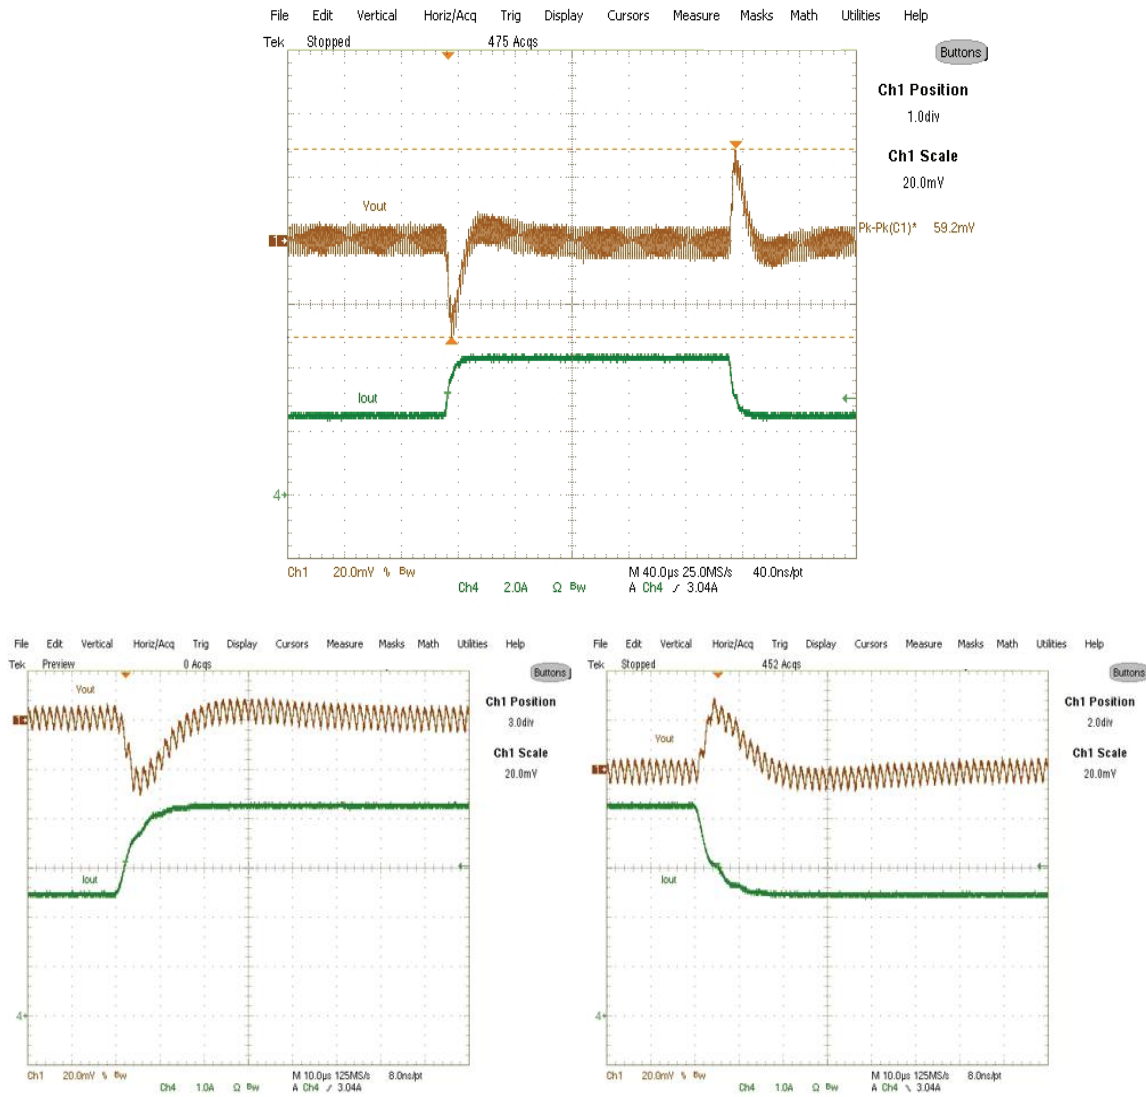 File Edit Vertical Horiz/Acq Trig Display Cursors Measure Masks Math Utilities Help
Tek Stopped 475 Acqs
Buttons
Ch1 Position
1.0div
Ch1 Scale
20.0mV
Vout
1
Pk-Pk(C1)* 59.2mV
Iout
4
Ch1 20.0mV % Bw M 40.0µs 25.0MS/s 40.0ns/pt
Ch4 2.0A Ω Bw A Ch4 / 3.04A
File Edit Vertical Horiz/Acq Trig Display Cursors Measure Masks Math Utilities Help
Tek Preview 0 Acqs
Buttons
Vout
Ch1 Position
3.0div
1
Ch1 Scale
20.0mV
Iout
4
Ch1 20.0mV % Bw M 10.0µs 125MS/s 8.0ns/pt
Ch4 1.0A Ω Bw A Ch4 / 3.04A
File Edit Vertical Horiz/Acq Trig Display Cursors Measure Masks Math Utilities Help
Tek Stopped 452 Acqs
Buttons
Ch1 Position
2.0div
Vout
Ch1 Scale
1
20.0mV
Iout
4
Ch1 20.0mV % Bw M 10.0µs 125MS/s 8.0ns/pt
Ch4 1.0A Ω Bw A Ch4 \ 3.04A